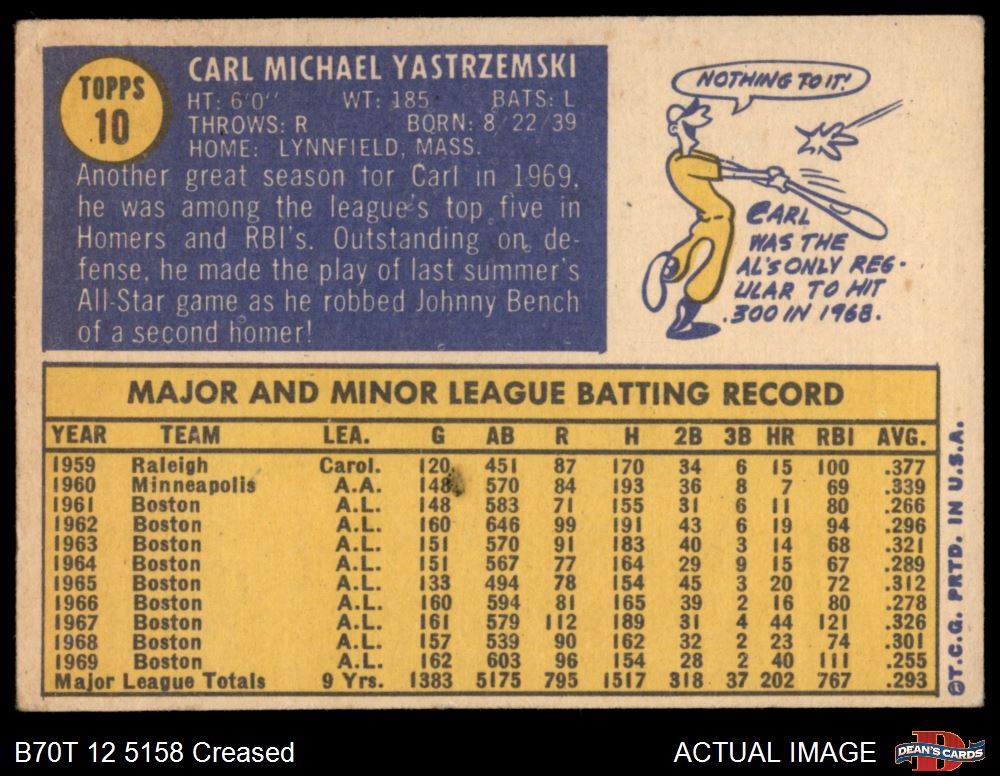 TOPPS
10
CARL MICHAEL YASTRZEMSKI
HT: 6'0" WT: 185 BATS: L
THROWS: R BORN: 8/22/39
HOME: LYNNFIELD, MASS.
Another great season for Carl in 1969,
he was among the league's top five in
Homers and RBI's. Outstanding on de-
fense, he made the play of last summer's
All-Star game as he robbed Johnny Bench
of a second homer!
NOTHING TO IT!
CARL
WAS THE
AL'S ONLY REG-
ULAR TO HIT
.300 IN 1968.
MAJOR AND MINOR LEAGUE BATTING RECORD
YEAR TEAM LEA. G AB R H 2B 3B HR RBI AVG.
1959 Raleigh Carol. 120 451 87 170 34 6 15 100 .377
1960 Minneapolis A.A. 148 570 84 193 36 8 7 69 .339
1961 Boston A.L. 148 583 71 155 31 6 11 80 .266
1962 Boston A.L. 160 646 99 191 43 6 19 94 .296
1963 Boston A.L. 151 570 91 183 40 3 14 68 .321
1964 Boston A.L. 151 567 77 164 29 9 15 67 .289
1965 Boston A.L. 133 494 78 154 45 3 20 72 .312
1966 Boston A.L. 160 594 81 165 39 2 16 80 .278
1967 Boston A.L. 161 579 112 189 31 4 44 121 .326
1968 Boston A.L. 157 539 90 162 32 2 23 74 .301
1969 Boston A.L. 162 603 96 154 28 2 40 111 .255
Major League Totals 9 Yrs. 1383 5175 795 1517 318 37 202 767 .293
©T.C.G. PRTD. IN U.S.A.
B70T 12 5158 Creased
ACTUAL IMAGE
D
DEAN'S CARDS